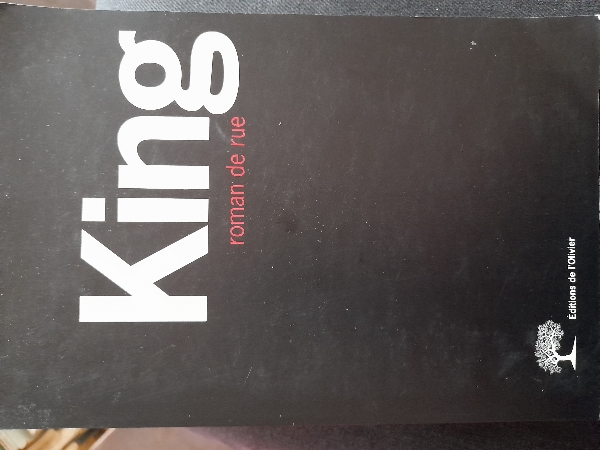 King
roman de rue
Éditions de l'Olivier